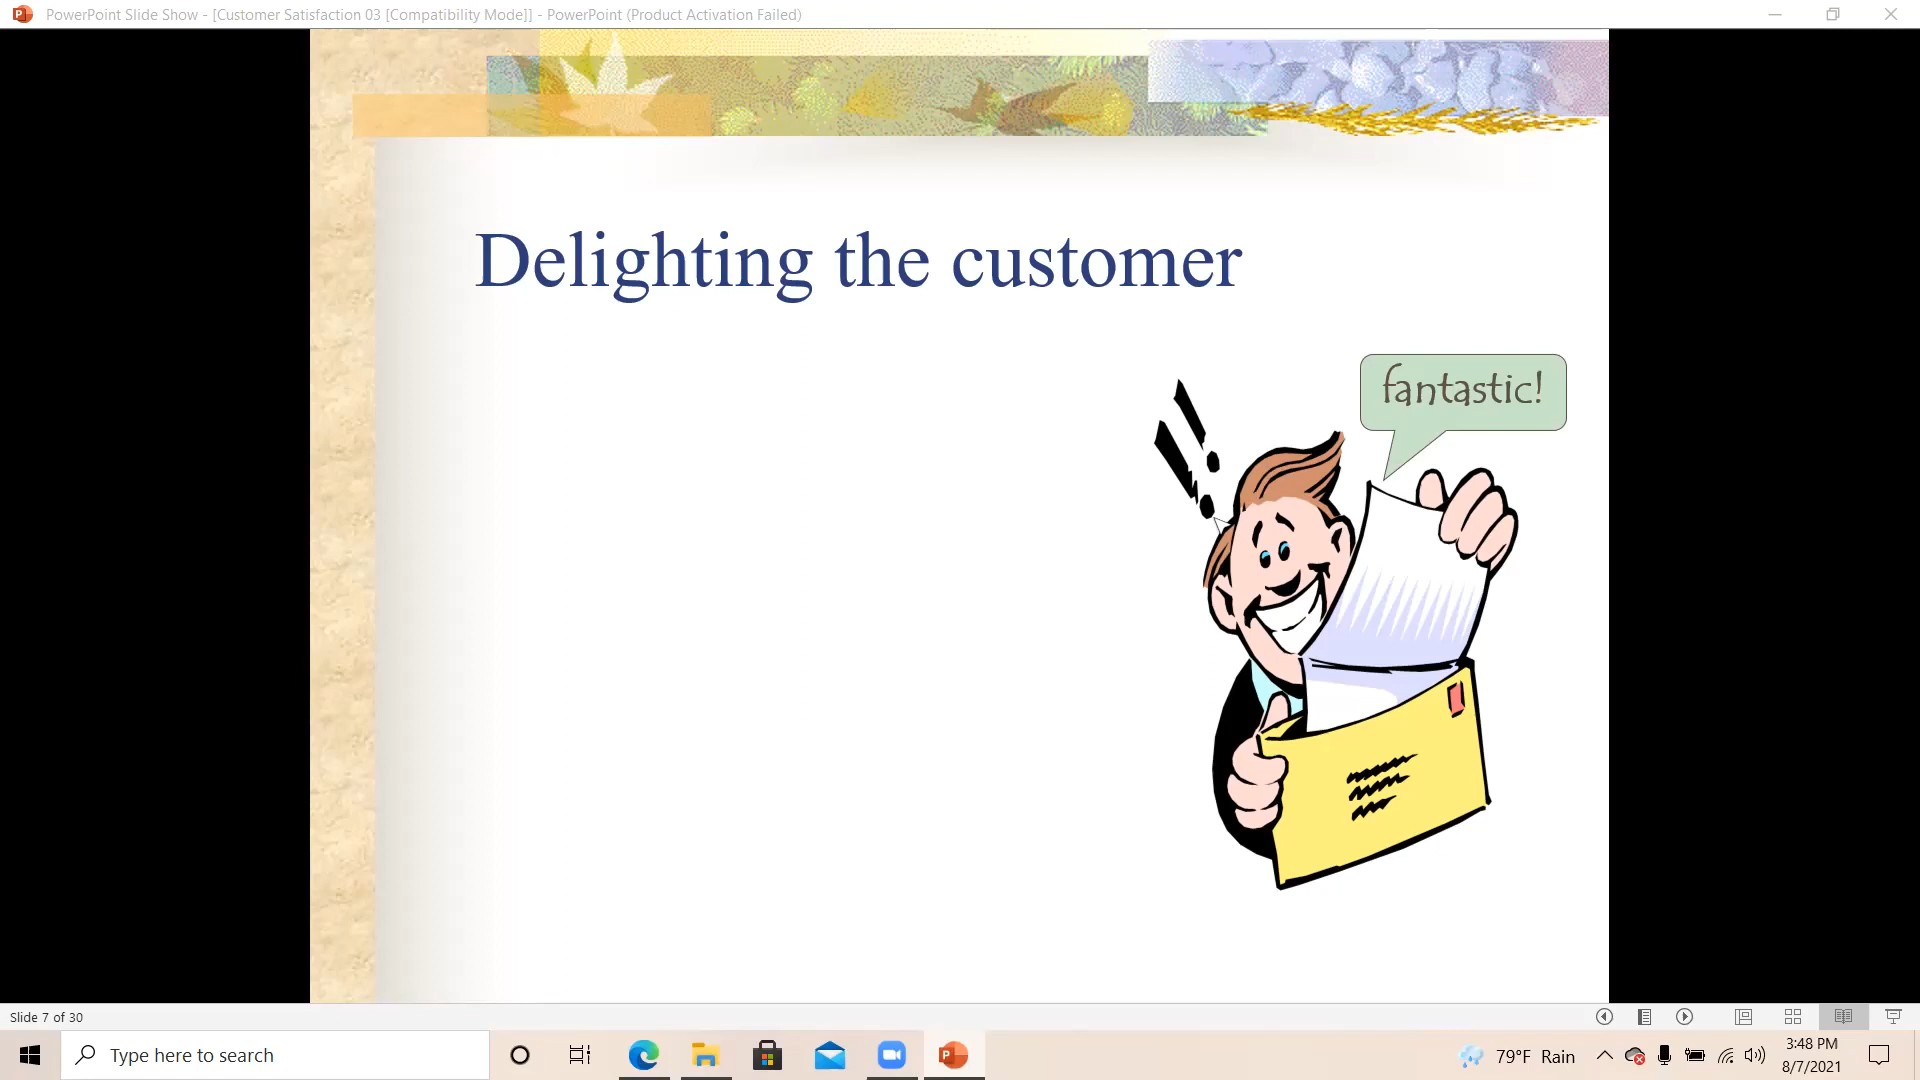 PowerPoint Slide Show - [Customer Satisfaction 03 [Compatibility Mode]] - PowerPoint (Product Activation Failed)
Delighting the customer
fantastic!
Slide 7 of 30
Type here to search
79°F Rain
3:48 PM
8/7/2021